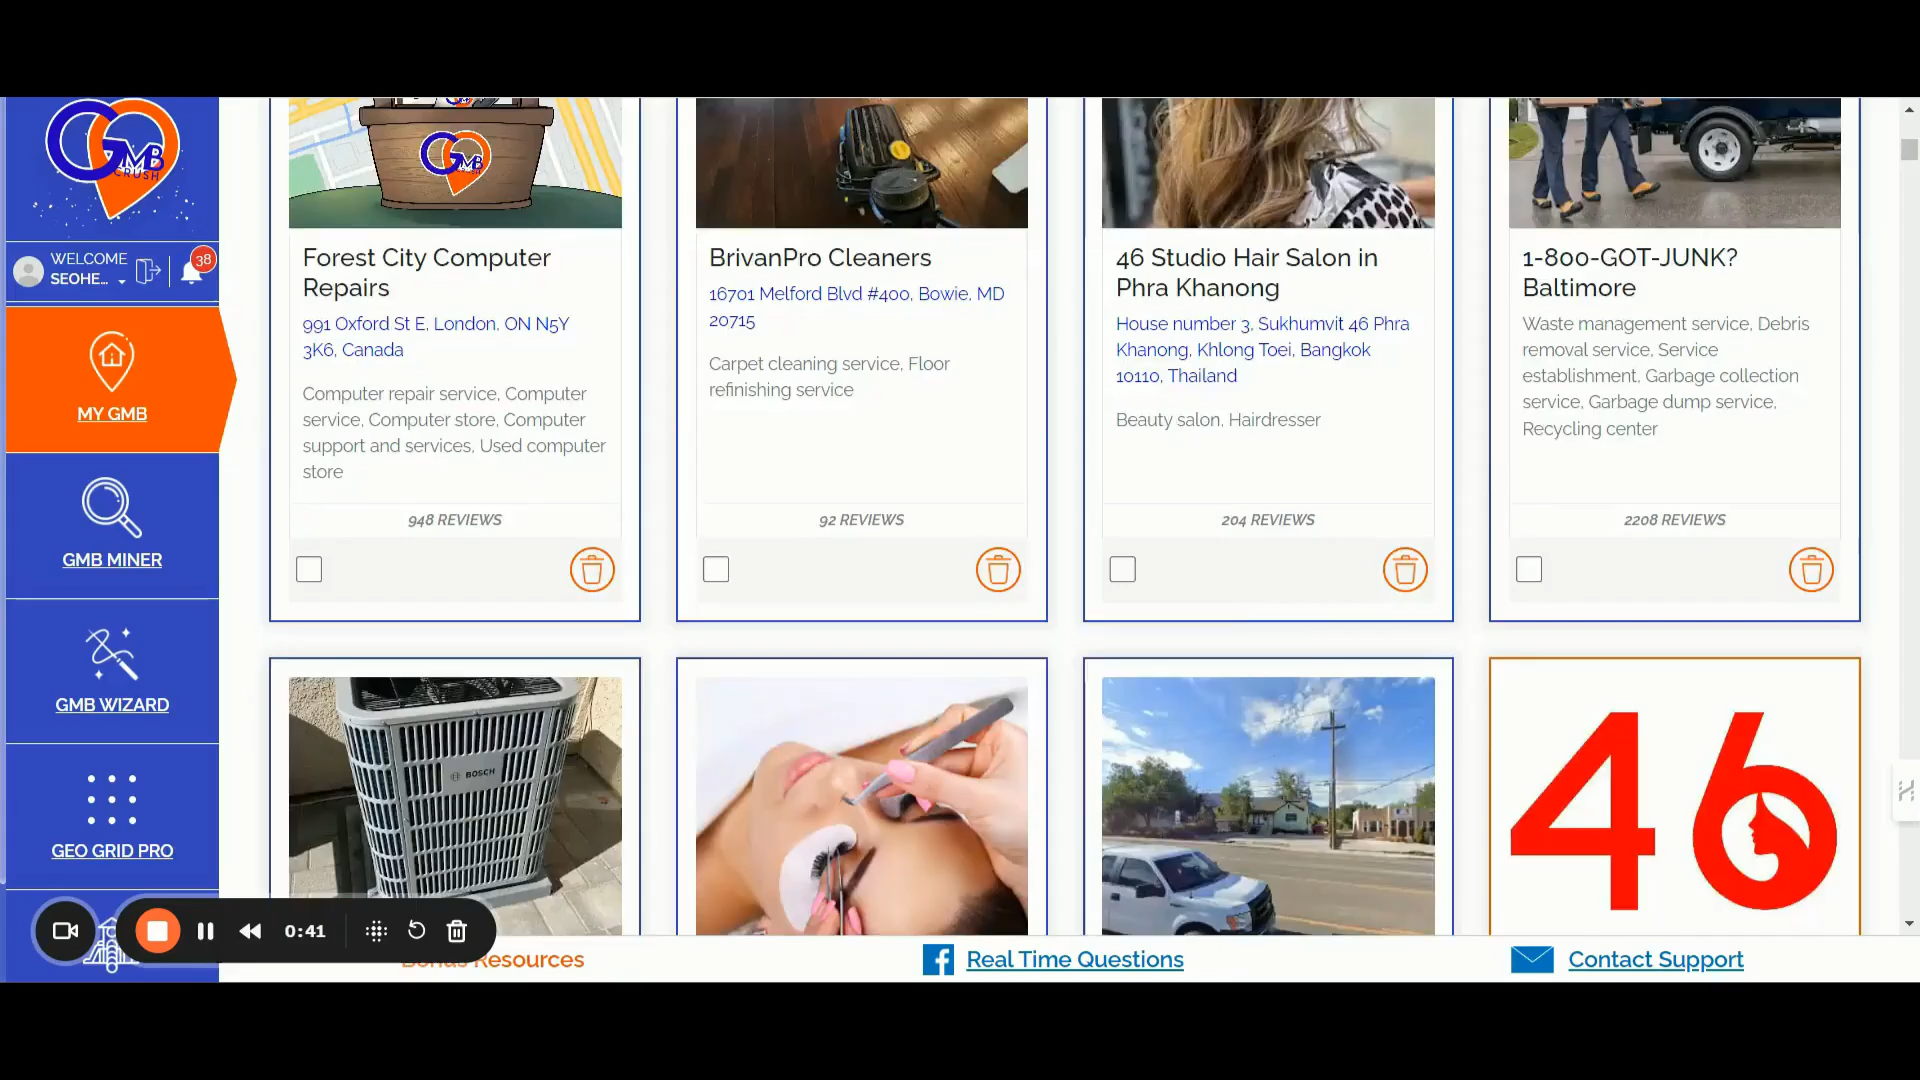 GMB
CRUSH
WELCOME
SEOHE...
38
MY GMB
GMB MINER
GMB WIZARD
GEO GRID PRO
GMB
Forest City Computer
Repairs
991 Oxford St E, London, ON N5Y
3K6, Canada
Computer repair service, Computer
service, Computer store, Computer
support and services, Used computer
store
948 REVIEWS
BrivanPro Cleaners
16701 Melford Blvd #400, Bowie, MD
20715
Carpet cleaning service, Floor
refinishing service
92 REVIEWS
46 Studio Hair Salon in
Phra Khanong
House number 3, Sukhumvit 46 Phra
Khanong, Khlong Toei, Bangkok
10110, Thailand
Beauty salon, Hairdresser
204 REVIEWS
1-800-GOT-JUNK?
Baltimore
Waste management service, Debris
removal service, Service
establishment, Garbage collection
service, Garbage dump service,
Recycling center
2208 REVIEWS
BOSCH
46
0:41
Bonus Resources
Real Time Questions
Contact Support